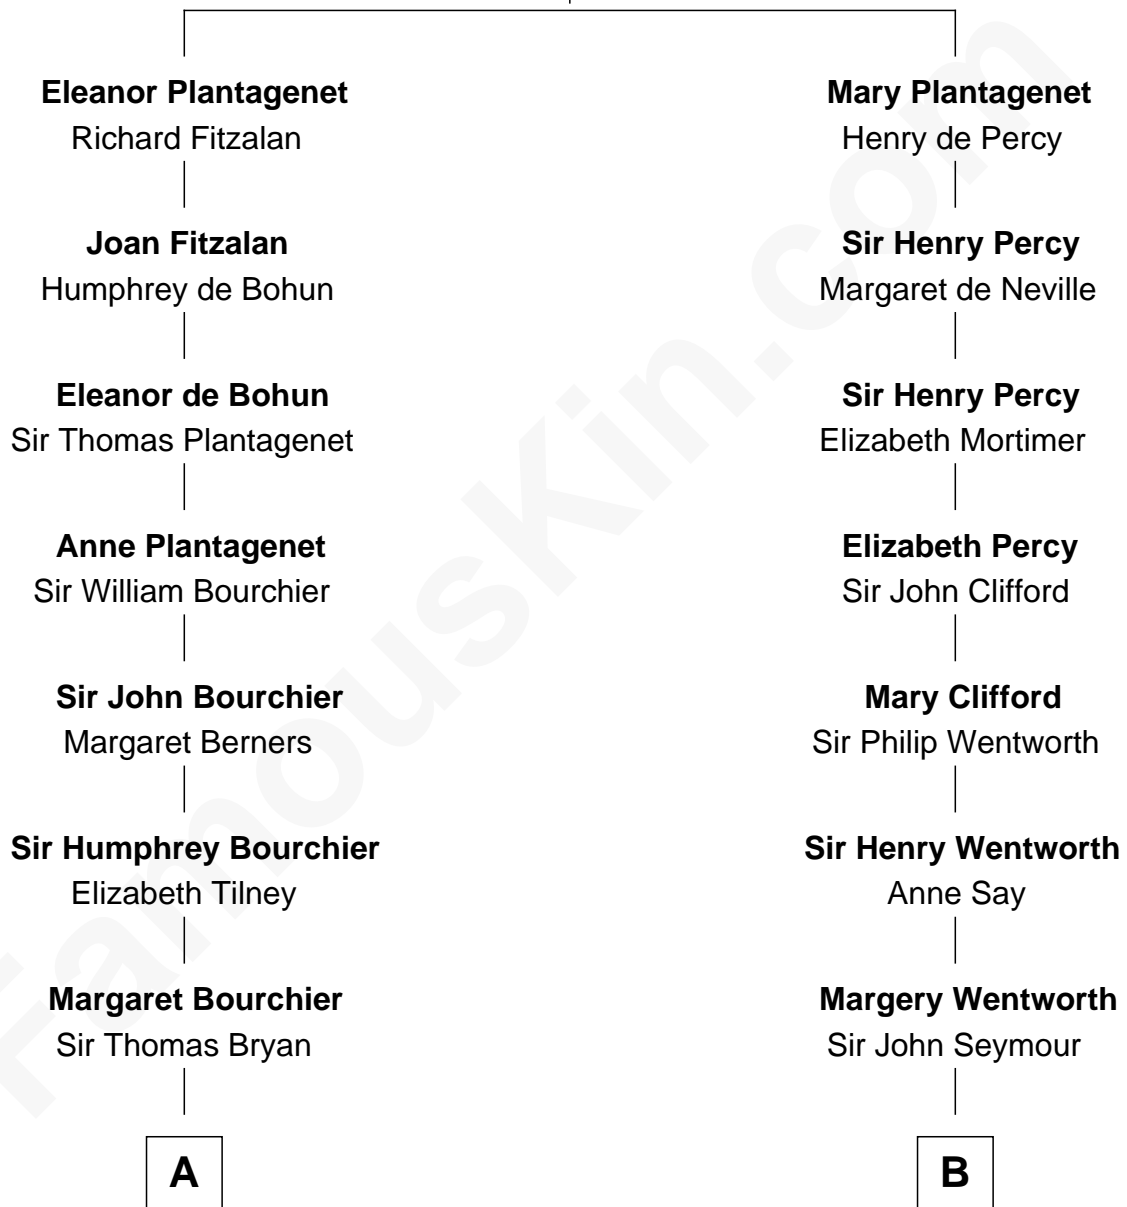 Eleanor Plantagenet
Richard Fitzalan
Joan Fitzalan
Humphrey de Bohun
Eleanor de Bohun
Sir Thomas Plantagenet
Anne Plantagenet
Sir William Bourchier
Sir John Bourchier
Margaret Berners
Sir Humphrey Bourchier
Elizabeth Tilney
Margaret Bourchier
Sir Thomas Bryan
A
Mary Plantagenet
Henry de Percy
Sir Henry Percy
Margaret de Neville
Sir Henry Percy
Elizabeth Mortimer
Elizabeth Percy
Sir John Clifford
Mary Clifford
Sir Philip Wentworth
Sir Henry Wentworth
Anne Say
Margery Wentworth
Sir John Seymour
B
FamousKin.com